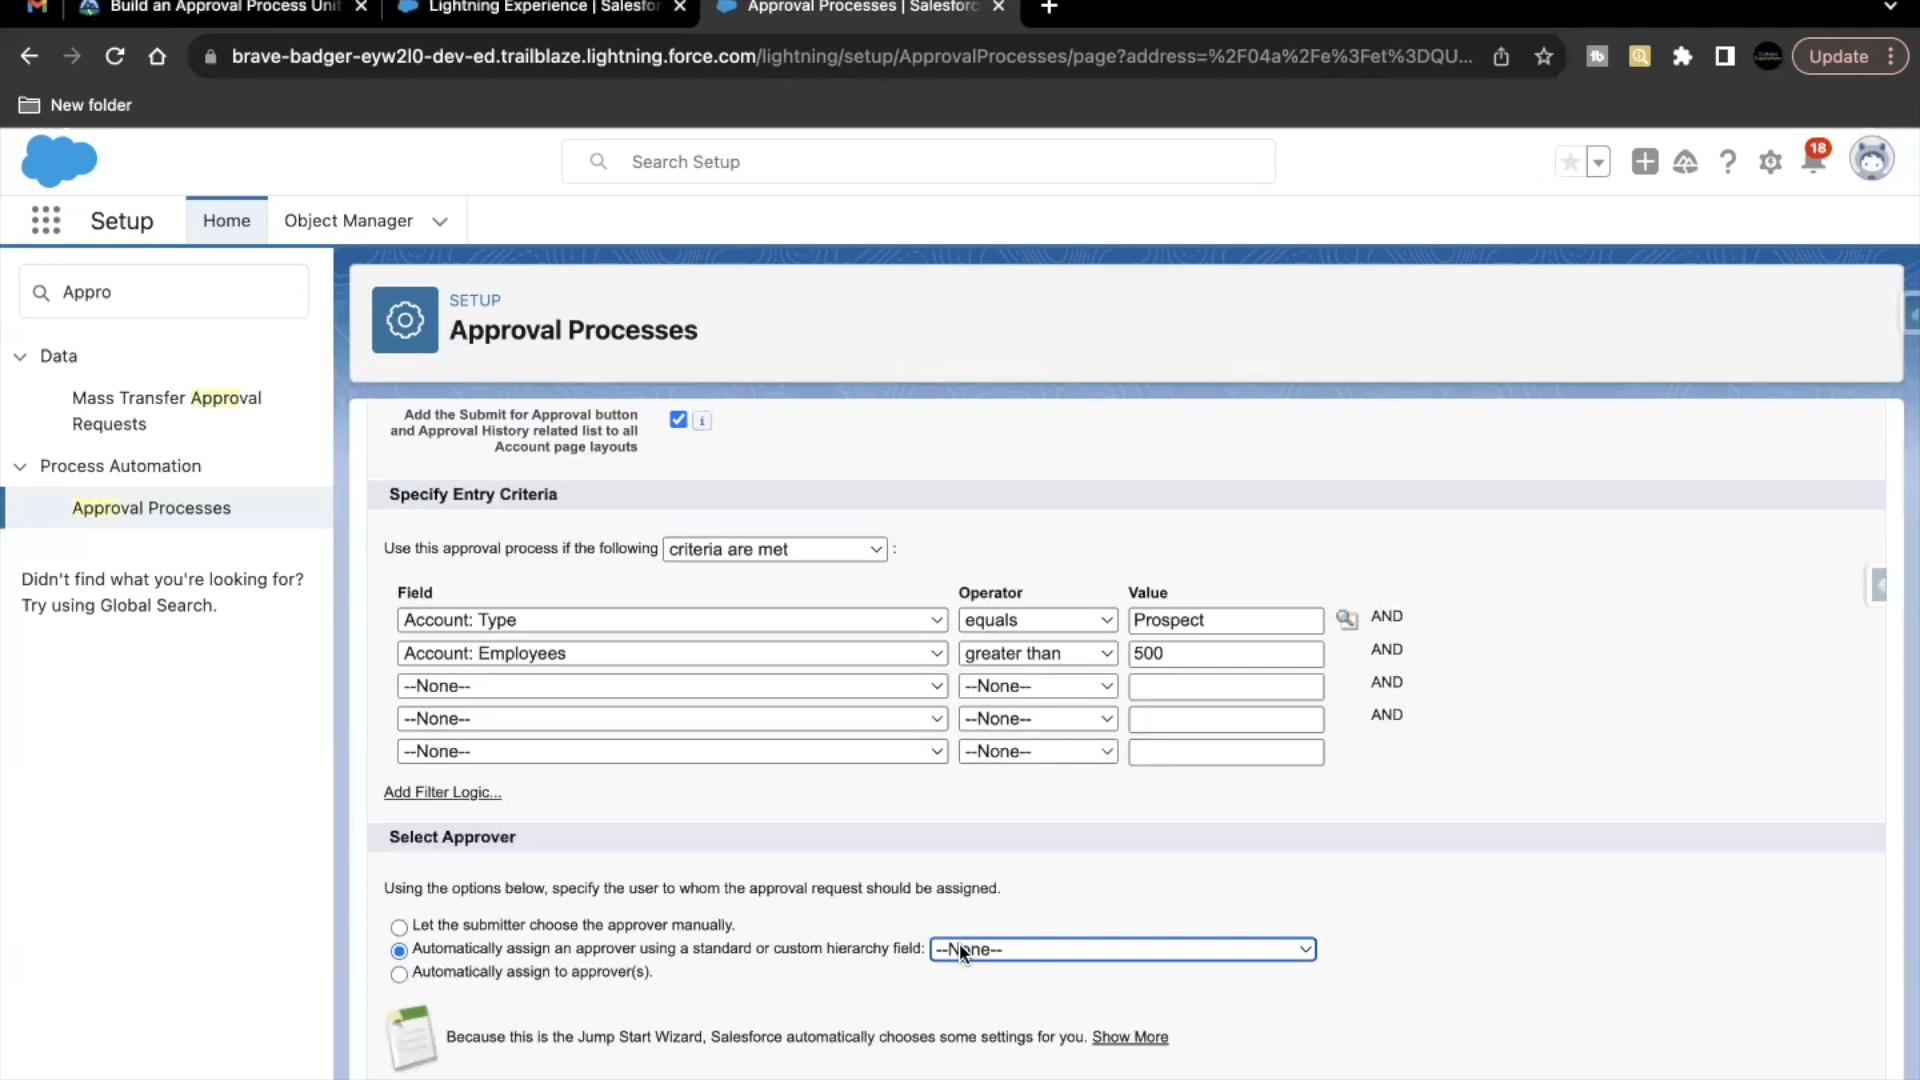 Build an Approval Process Unit
Lightning Experience | Salesfor
Approval Processes | Salesforc
brave-badger-eyw2l0-dev-ed.trailblaze.lightning.force.com/lightning/setup/ApprovalProcesses/page?address=%2F04a%2Fe%3Fet%3DQU...
Update
New folder
Search Setup
18
Setup
Home
Object Manager
Appro
Data
Mass Transfer Approval
Requests
Process Automation
Approval Processes
Didn't find what you're looking for?
Try using Global Search.
SETUP
Approval Processes
Add the Submit for Approval button
and Approval History related list to all
Account page layouts
i
Specify Entry Criteria
Use this approval process if the following criteria are met :
Field Operator Value
Account: Type equals Prospect AND
Account: Employees greater than 500 AND
--None-- --None-- AND
--None-- --None-- AND
--None-- --None--
Add Filter Logic...
Select Approver
Using the options below, specify the user to whom the approval request should be assigned.
Let the submitter choose the approver manually.
Automatically assign an approver using a standard or custom hierarchy field: --None--
Automatically assign to approver(s).
Because this is the Jump Start Wizard, Salesforce automatically chooses some settings for you. Show More